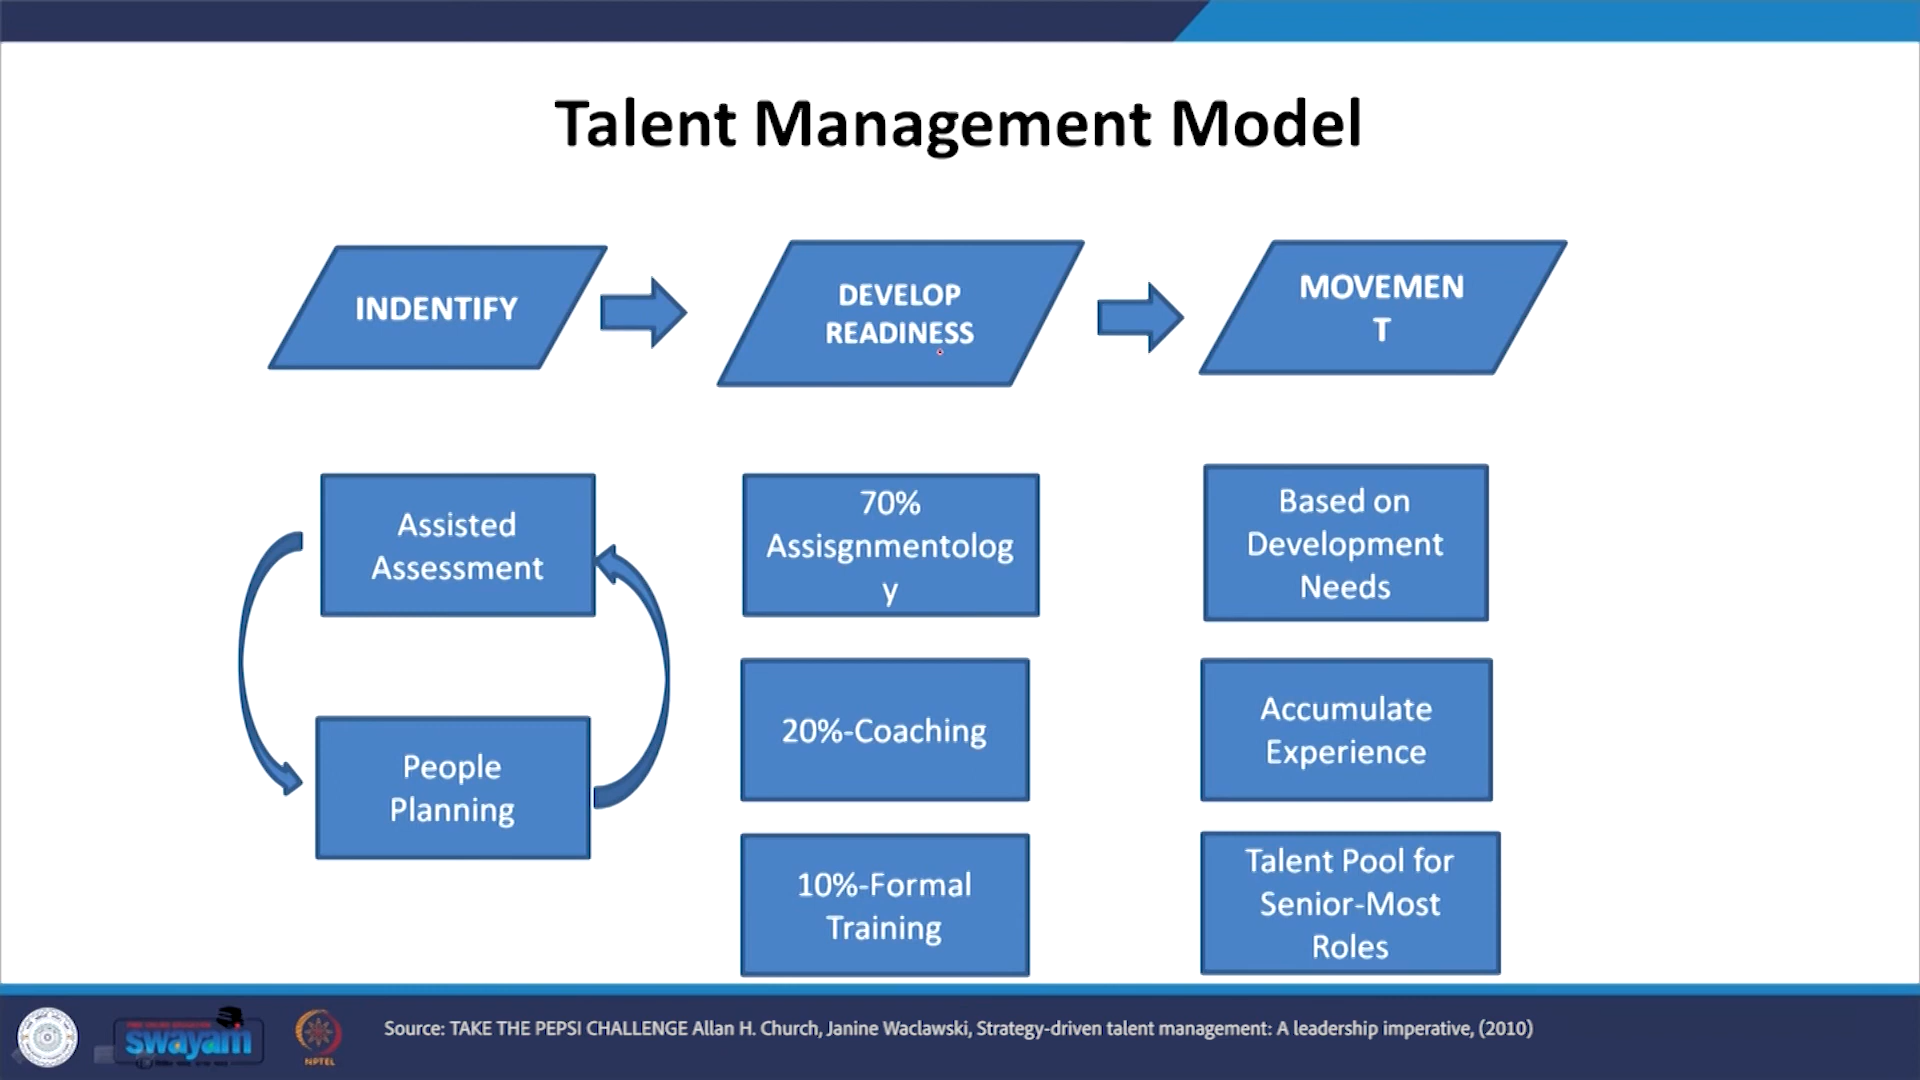 Talent Management Model
INDENTIFY
DEVELOP
READINESS
MOVEMEN
T
Assisted
Assessment
People
Planning
70%
Assisgnmentolog
y
20%-Coaching
10%-Formal
Training
Based on
Development
Needs
Accumulate
Experience
Talent Pool for
Senior-Most
Roles
swayam
NPTEL
Source: TAKE THE PEPSI CHALLENGE Allan H. Church, Janine Waclawski, Strategy-driven talent management: A leadership imperative, (2010)